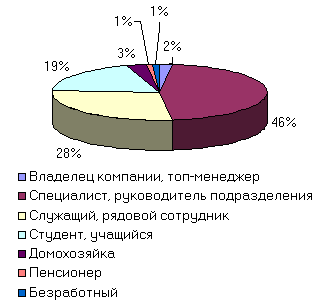 1%
1%
2%
3%
19%
46%
28%
Владелец компании, топ-менеджер
Специалист, руководитель подразделения
Служащий, рядовой сотрудник
Студент, учащийся
Домохозяйка
Пенсионер
Безработный